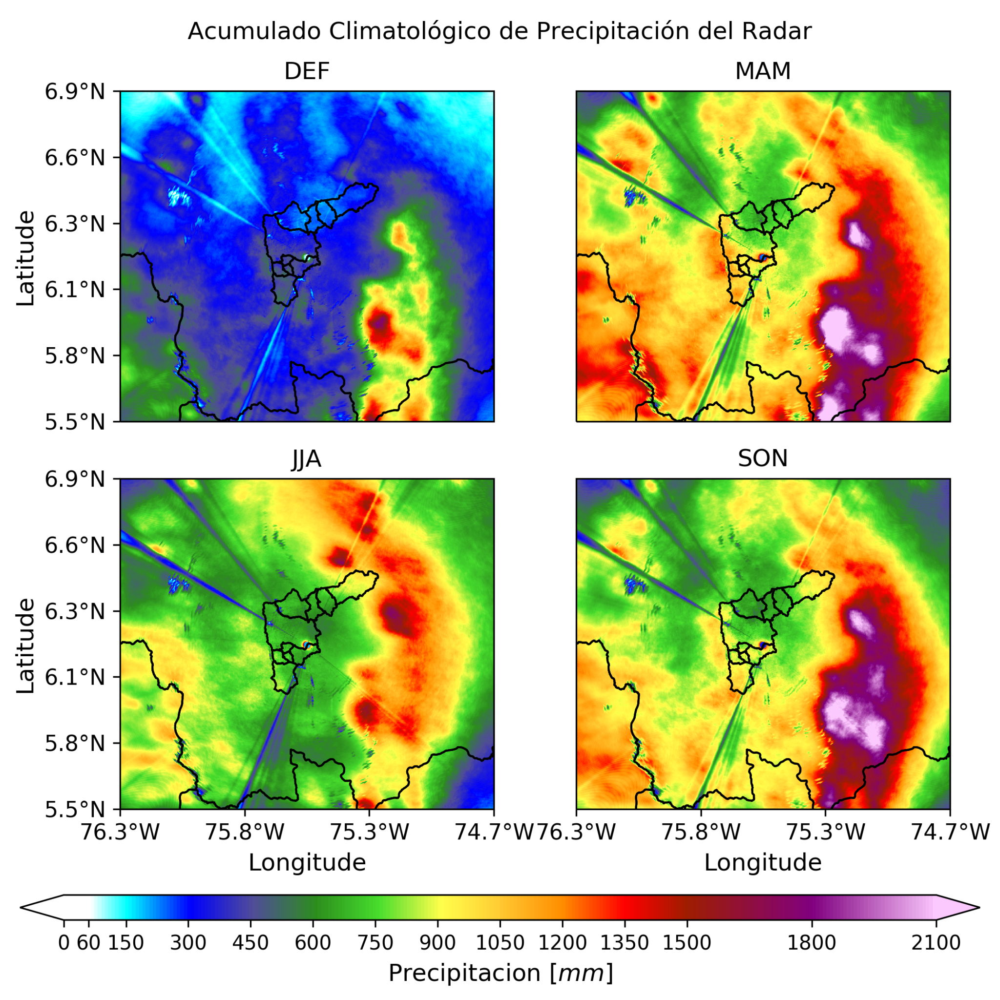 Acumulado Climatológico de Precipitación del Radar
DEF
MAM
6.9°N
6.6°N
6.3°N
6.1°N
5.8°N
5.5°N
Latitude
JJA
SON
6.9°N
6.6°N
6.3°N
6.1°N
5.8°N
5.5°N
Latitude
76.3°W 75.8°W 75.3°W 74.7°W 76.3°W 75.8°W 75.3°W 74.7°W
Longitude Longitude
0 60 150 300 450 600 750 900 1050 1200 1350 1500 1800 2100
Precipitacion [mm]